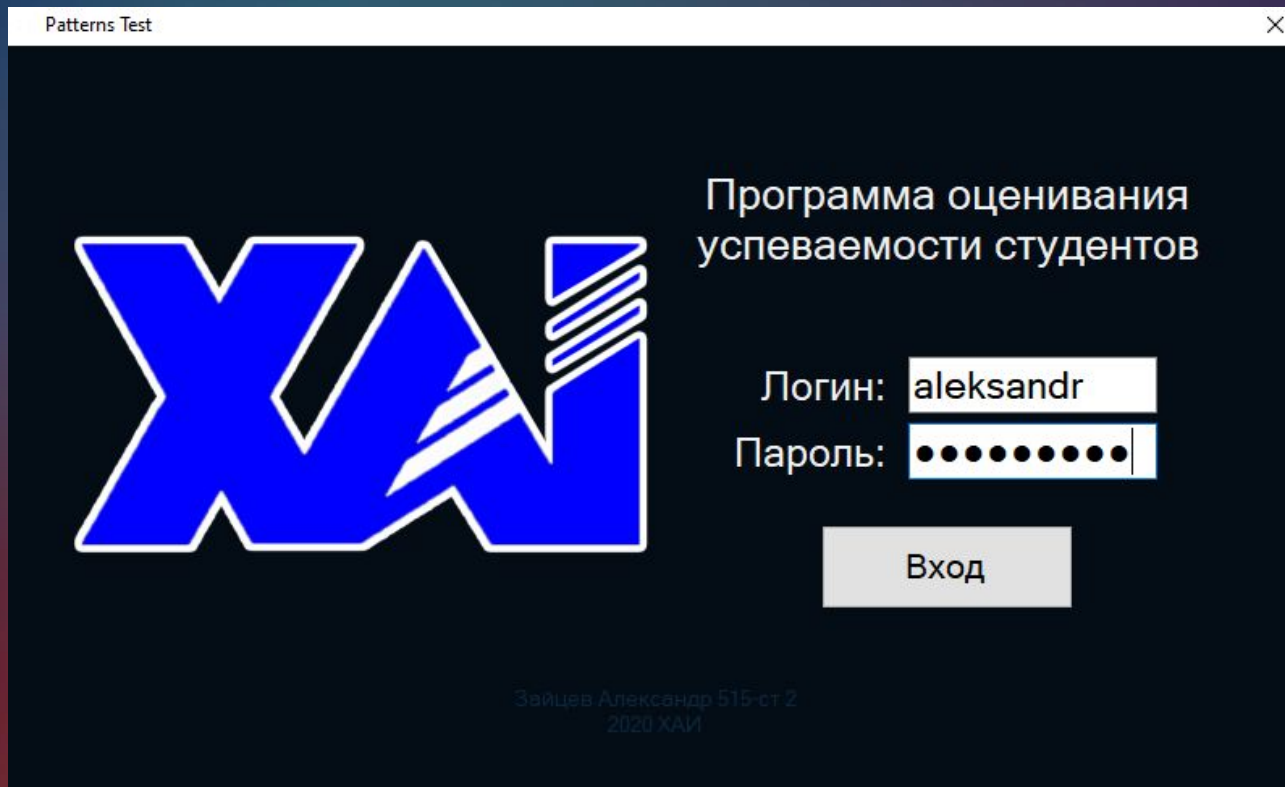 Patterns Test
ХАІ
Программа оценивания
успеваемости студентов
Логин: aleksandr
Пароль: ●●●●●●●●●
Вход
Зайцев Александр 515-ст 2
2020 ХАИ